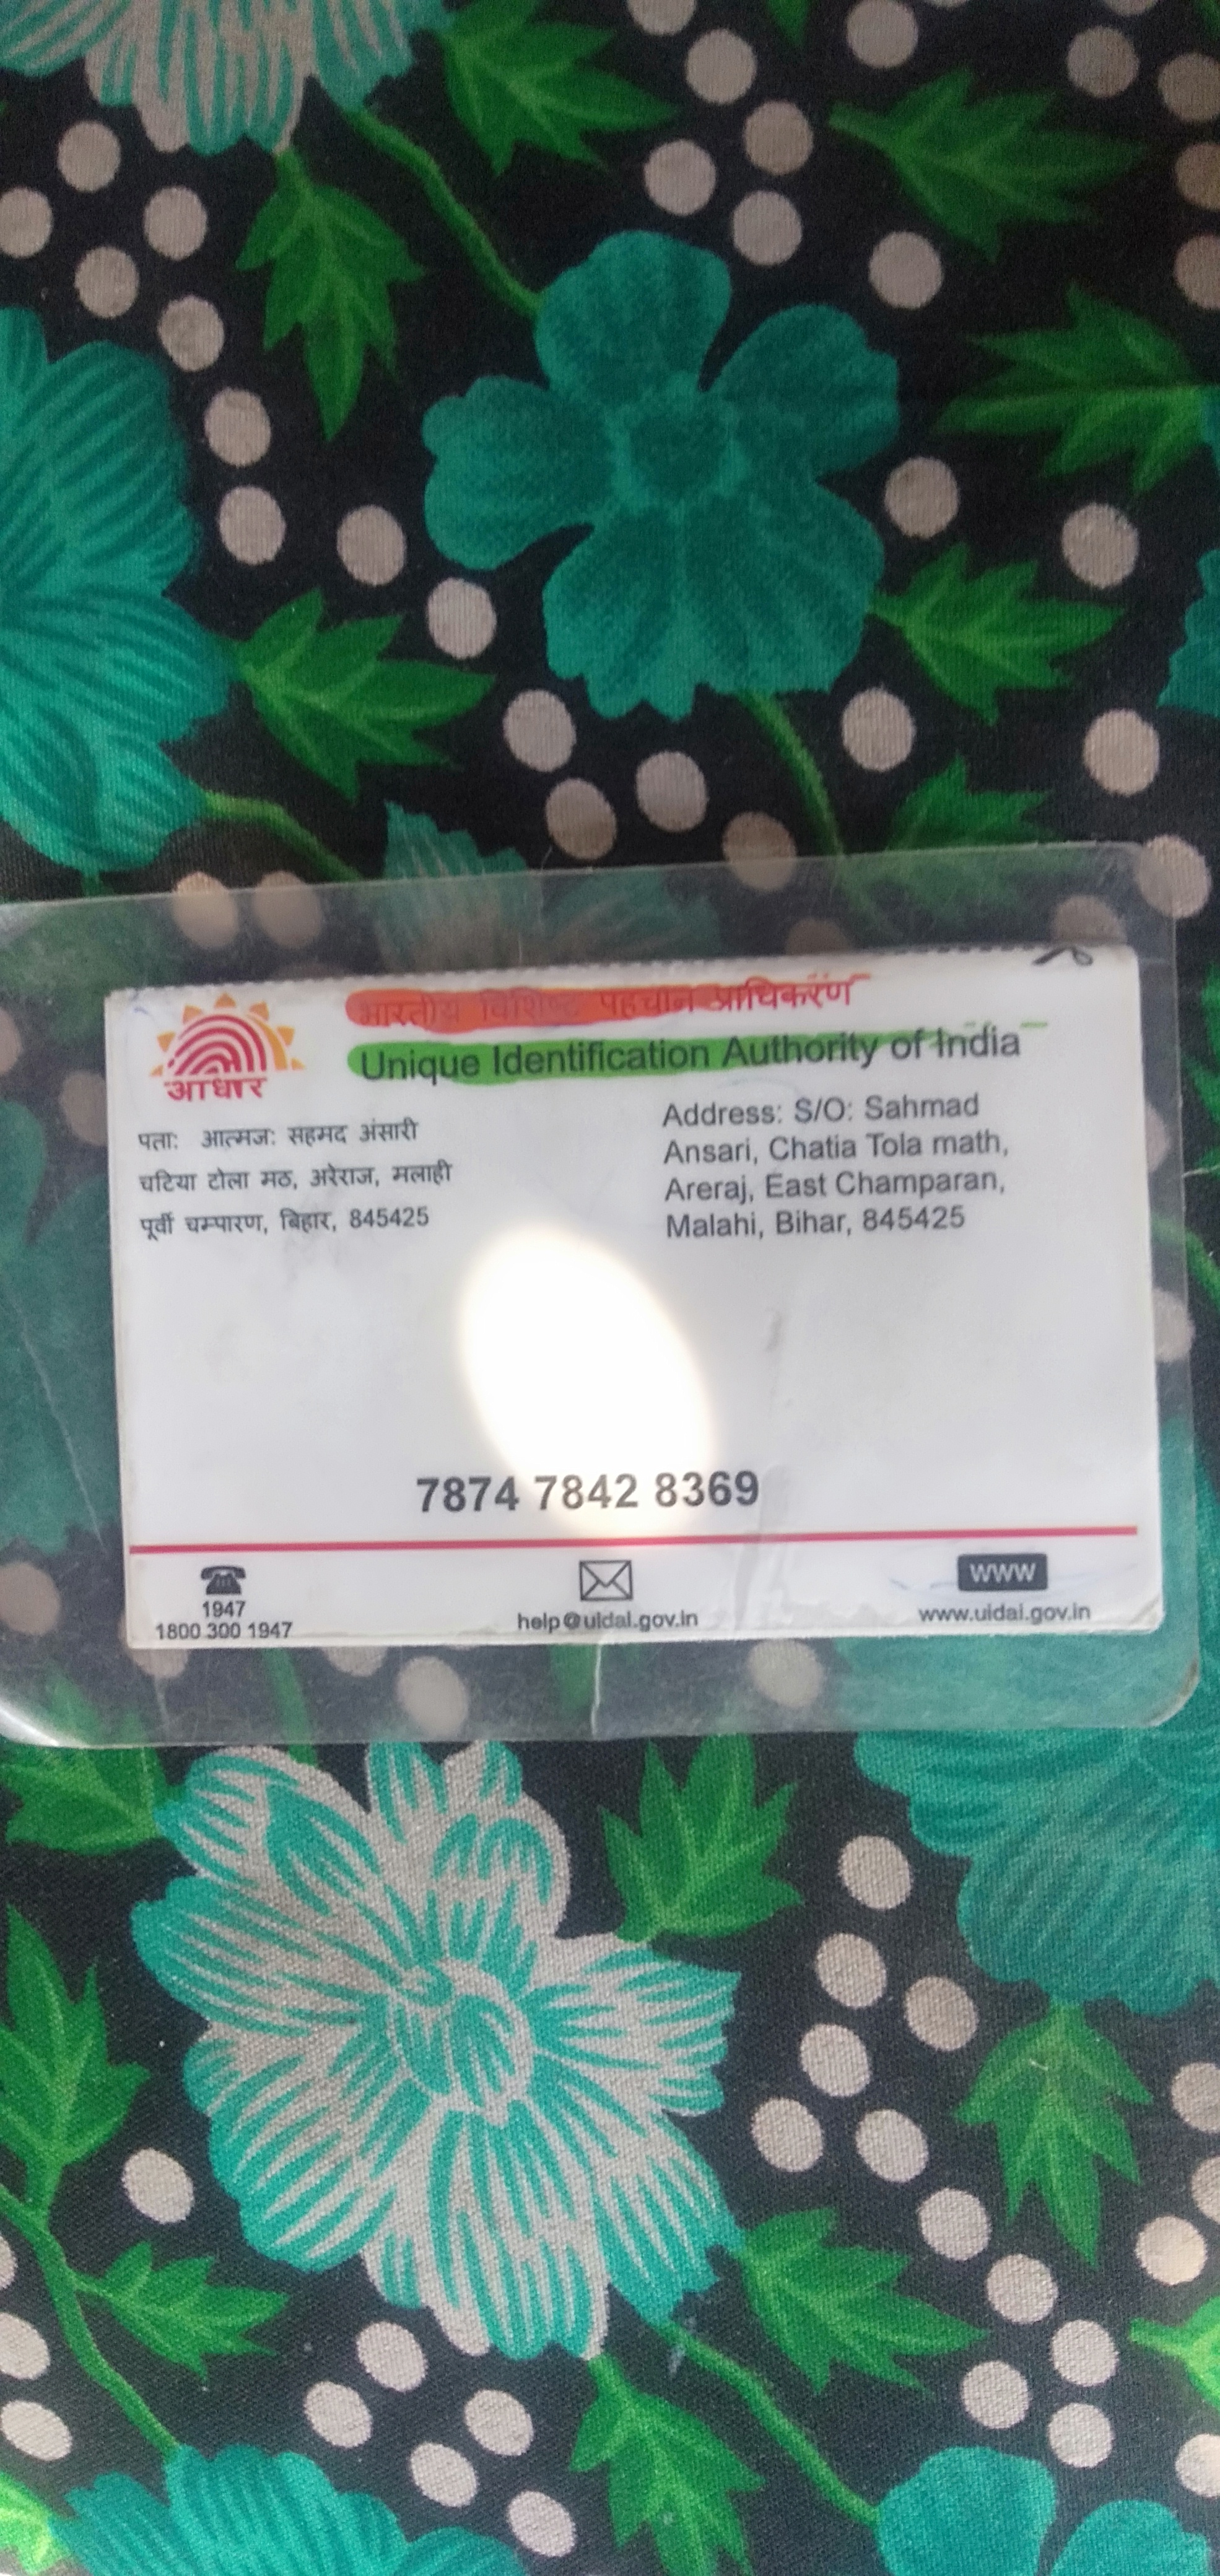 भारतीय विशिष्ट पहचान प्राधिकरण
Unique Identification Authority of India
आधार
पता: आत्मज: सहमद अंसारी
चटिया टोला मठ, अरेराज, मलाही
पूर्वी चम्पारण, बिहार, 845425
Address: S/O: Sahmad
Ansari, Chatia Tola math,
Areraj, East Champaran,
Malahi, Bihar, 845425
7874 7842 8369
1947
1800 300 1947
help@uidai.gov.in
WWW
www.uidai.gov.in